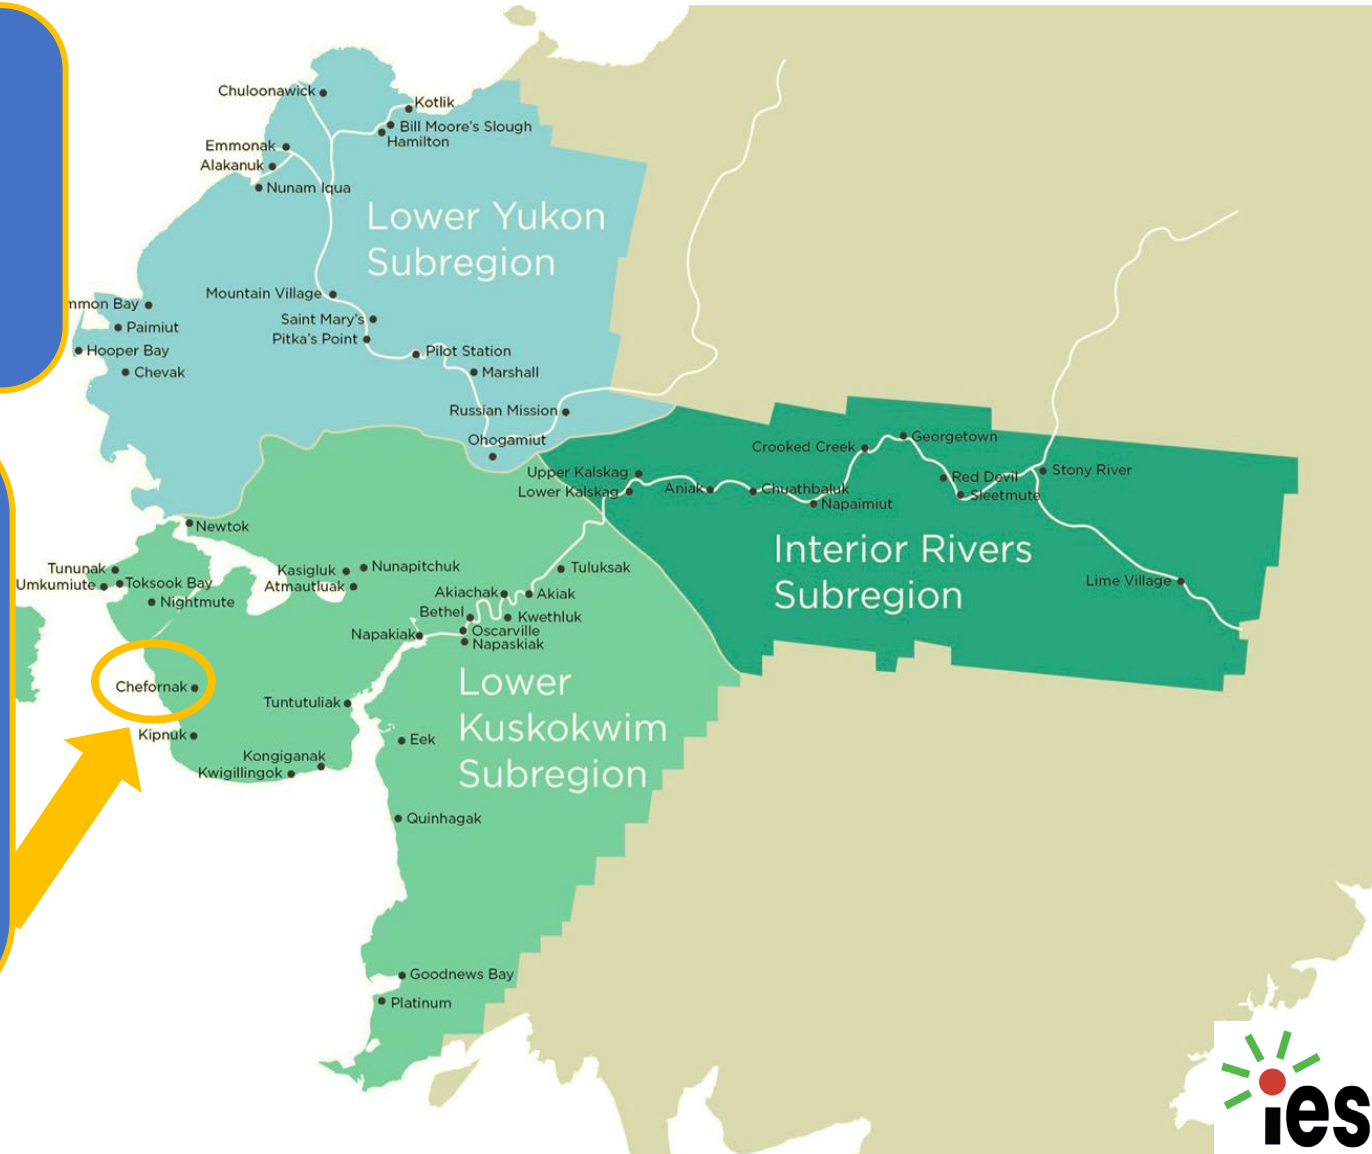 Chuloonawick
Kotlik
Bill Moore's Slough
Hamilton
Emmonak
Alakanuk
Nunam Iqua
Lower Yukon
Subregion
mmon Bay
Paimiut
Hooper Bay
Chevak
Mountain Village
Saint Mary's
Pitka's Point
Pilot Station
Marshall
Russian Mission
Ohogamiut
Upper Kalskag
Lower Kalskag
Aniak
Chuathbaluk
Napaimiut
Crooked Creek
Georgetown
Red Devil
Sleetmute
Stony River
Lime Village
Interior Rivers
Subregion
Newtok
Tununak
Umkumiute
Toksook Bay
Nightmute
Kasigluk
Nunapitchuk
Atmautluak
Tuluksak
Akiachak
Akiak
Bethel
Kwethluk
Oscarville
Napakiak
Napaskiak
Lower
Kuskokwim
Subregion
Chefornak
Tuntutuliak
Kipnuk
Eek
Kongiganak
Kwigillingok
Quinhagak
Goodnews Bay
Platinum
ies